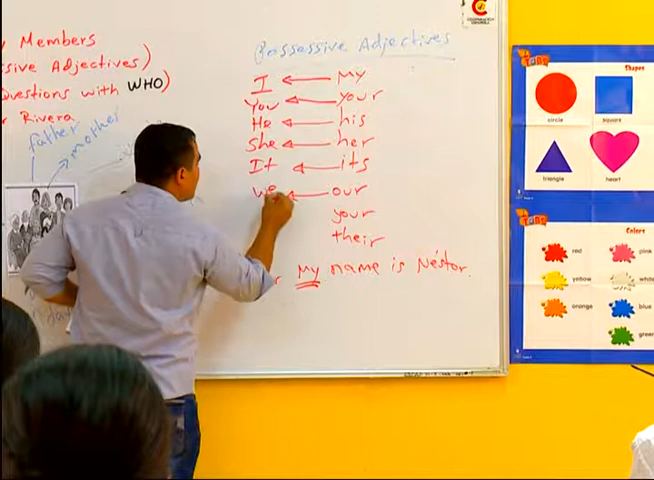 Members
ssive Adjectives)
Questions with WHO)
Rivera
father
mother
Possessive Adjectives
I my
You your
He his
She her
It its
we our
your
their
my name is Néstor.
Shapes
circle
square
triangle
heart
Colors
red
pink
yellow
white
orange
blue
green